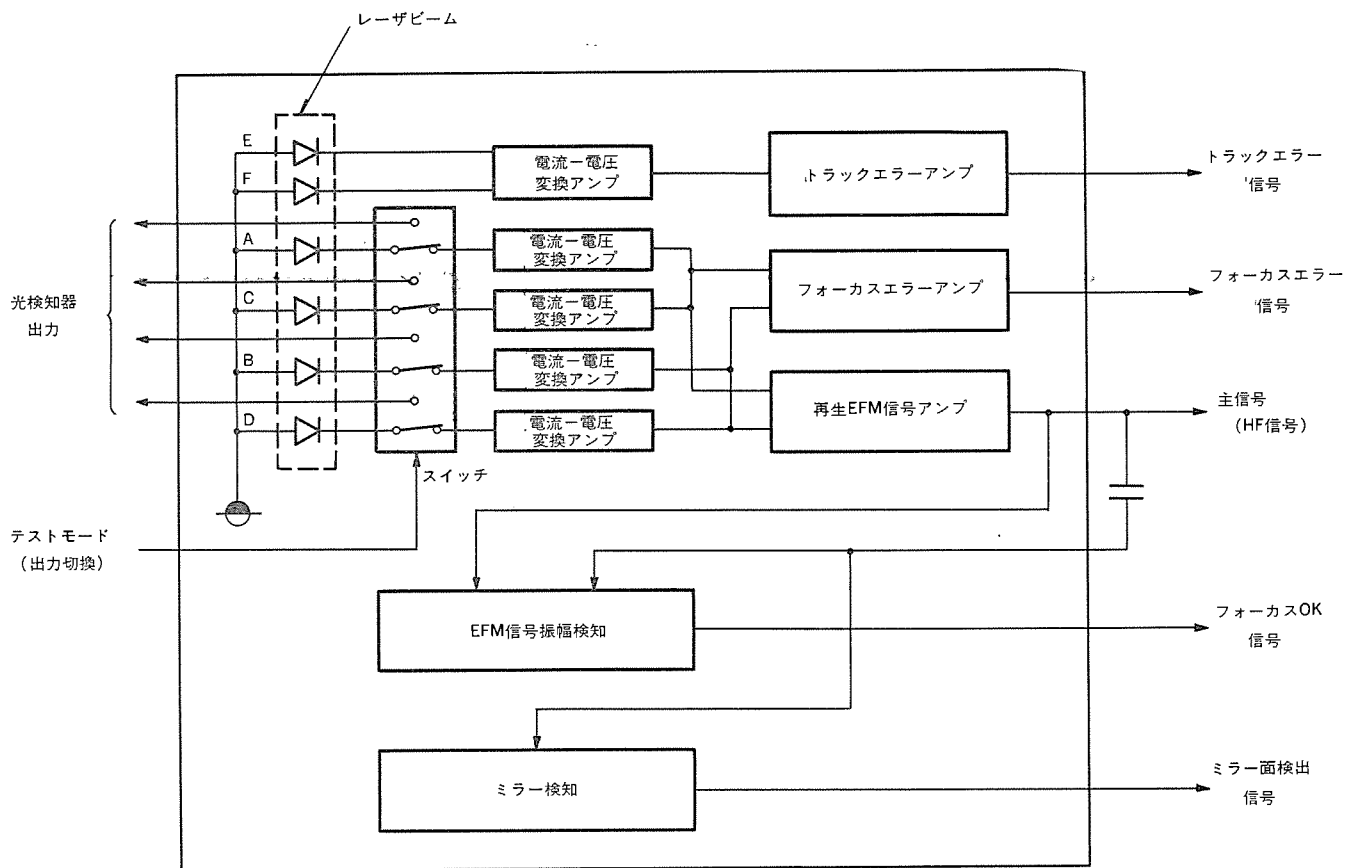 レーザビーム
E
F
A
C
B
D
光検知器
出力
スイッチ
テストモード
(出力切換)
電流ー電圧
変換アンプ
電流ー電圧
変換アンプ
電流ー電圧
変換アンプ
電流ー電圧
変換アンプ
電流ー電圧
変換アンプ
トラックエラーアンプ
フォーカスエラーアンプ
再生EFM信号アンプ
EFM信号振幅検知
ミラー検知
トラックエラー
信号
フォーカスエラー
信号
主信号
(HF信号)
フォーカスOK
信号
ミラー面検出
信号